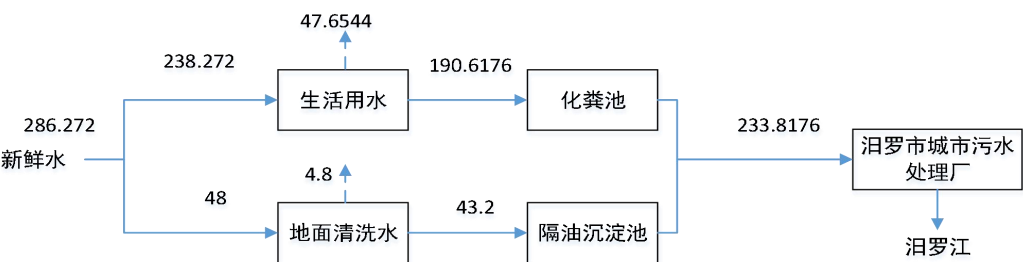 47.6544
238.272
190.6176
生活用水
化粪池
286.272
233.8176
新鲜水
汨罗市城市污水
处理厂
4.8
48
43.2
地面清洗水
隔油沉淀池
汨罗江